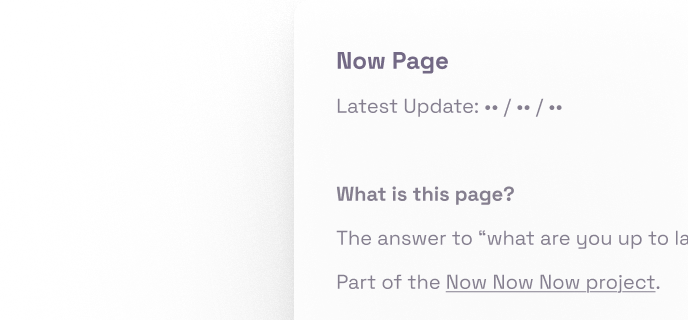 Now Page
Latest Update: •• / •• / ••
What is this page?
The answer to “what are you up to la
Part of the Now Now Now project.